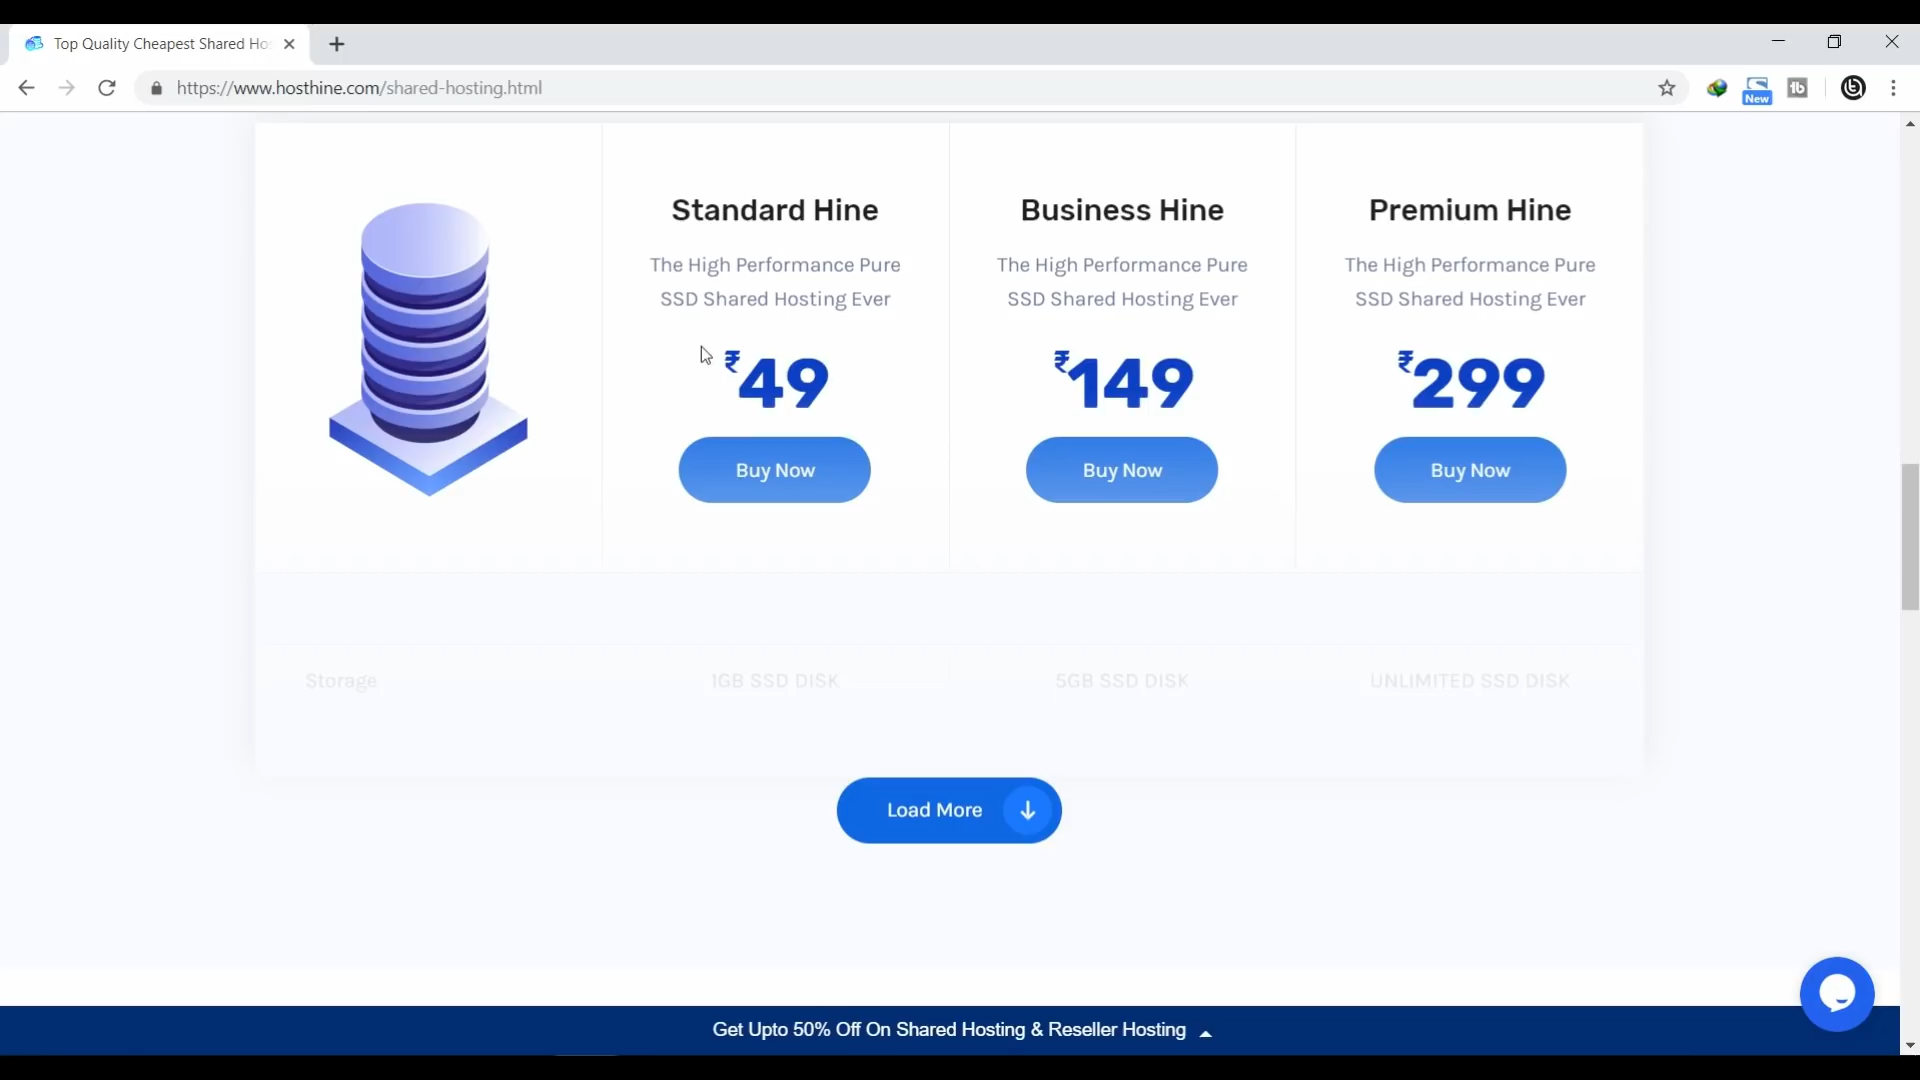 Top Quality Cheapest Shared Hos
https://www.hosthine.com/shared-hosting.html
New
Standard Hine
Business Hine
Premium Hine
The High Performance Pure
SSD Shared Hosting Ever
The High Performance Pure
SSD Shared Hosting Ever
The High Performance Pure
SSD Shared Hosting Ever
₹49
₹149
₹299
Buy Now
Buy Now
Buy Now
Storage
1GB SSD DISK
5GB SSD DISK
UNLIMITED SSD DISK
Load More
Get Upto 50% Off On Shared Hosting & Reseller Hosting